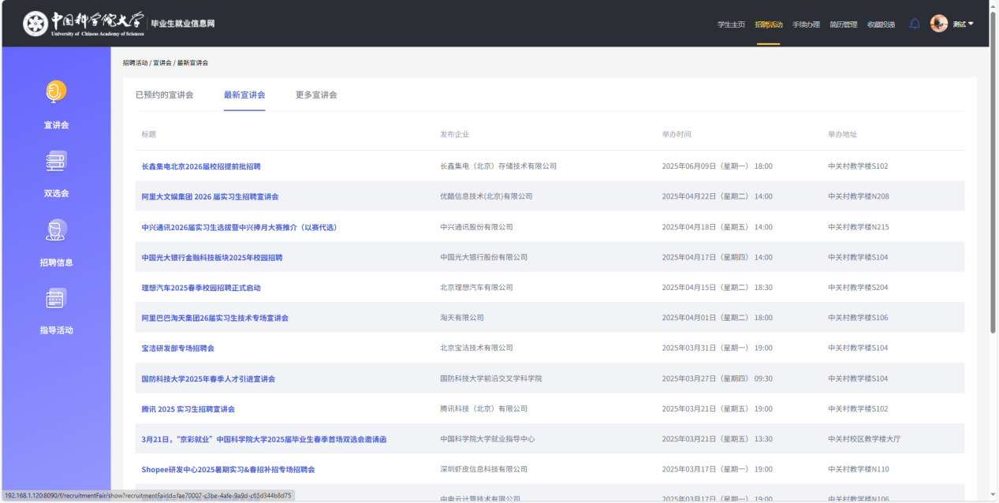 中国科学院大学 毕业生就业信息网
University of Chinese Academy of Sciences
学生主页 招聘活动 手续办理 简历管理 收藏投递 测试
宣讲会
双选会
招聘信息
指导活动
招聘活动 / 宣讲会 / 最新宣讲会
已预约的宣讲会 最新宣讲会 更多宣讲会
标题 发布企业 举办时间 举办地址
长鑫集电北京2026届校招提前批招聘 长鑫集电（北京）存储技术有限公司 2025年06月09日（星期一） 18:00 中关村教学楼S102
阿里大文娱集团 2026 届实习生招聘宣讲会 优酷信息技术(北京)有限公司 2025年04月22日（星期二） 14:00 中关村教学楼N208
中兴通讯2026届实习生选拔暨中兴捧月大赛推介（以赛代选） 中兴通讯股份有限公司 2025年04月18日（星期五） 14:00 中关村教学楼N215
中国光大银行金融科技板块2025年校园招聘 中国光大银行股份有限公司 2025年04月17日（星期四） 14:00 中关村教学楼S104
理想汽车2025春季校园招聘正式启动 北京理想汽车有限公司 2025年04月15日（星期二） 18:30 中关村教学楼S204
阿里巴巴淘天集团26届实习生技术专场宣讲会 淘天有限公司 2025年04月01日（星期二） 18:00 中关村教学楼S106
宝洁研发部专场招聘会 北京宝洁技术有限公司 2025年03月31日（星期一） 19:00 中关村教学楼S104
国防科技大学2025年春季人才引进宣讲会 国防科技大学前沿交叉学科学院 2025年03月27日（星期四） 09:30 中关村教学楼S104
腾讯 2025 实习生招聘宣讲会 腾讯科技（北京）有限公司 2025年03月21日（星期五） 19:00 中关村教学楼S102
3月21日，“京彩就业”中国科学院大学2025届毕业生春季首场双选会邀请函 中国科学院大学就业指导中心 2025年03月21日（星期五） 13:30 中关村校区教学楼大厅
Shopee研发中心2025暑期实习&春招补招专场招聘会 深圳虾皮信息科技有限公司 2025年03月17日（星期一） 19:00 中关村教学楼N110
中电云计算技术有限公司 2025年03月17日（星期一） 19:00 中关村教学楼N106
192.168.1.120:8090/f/recruitmentFair/show?recruitmentFairId=fae70007-c3be-4afe-9a9d-c65d344b8d75